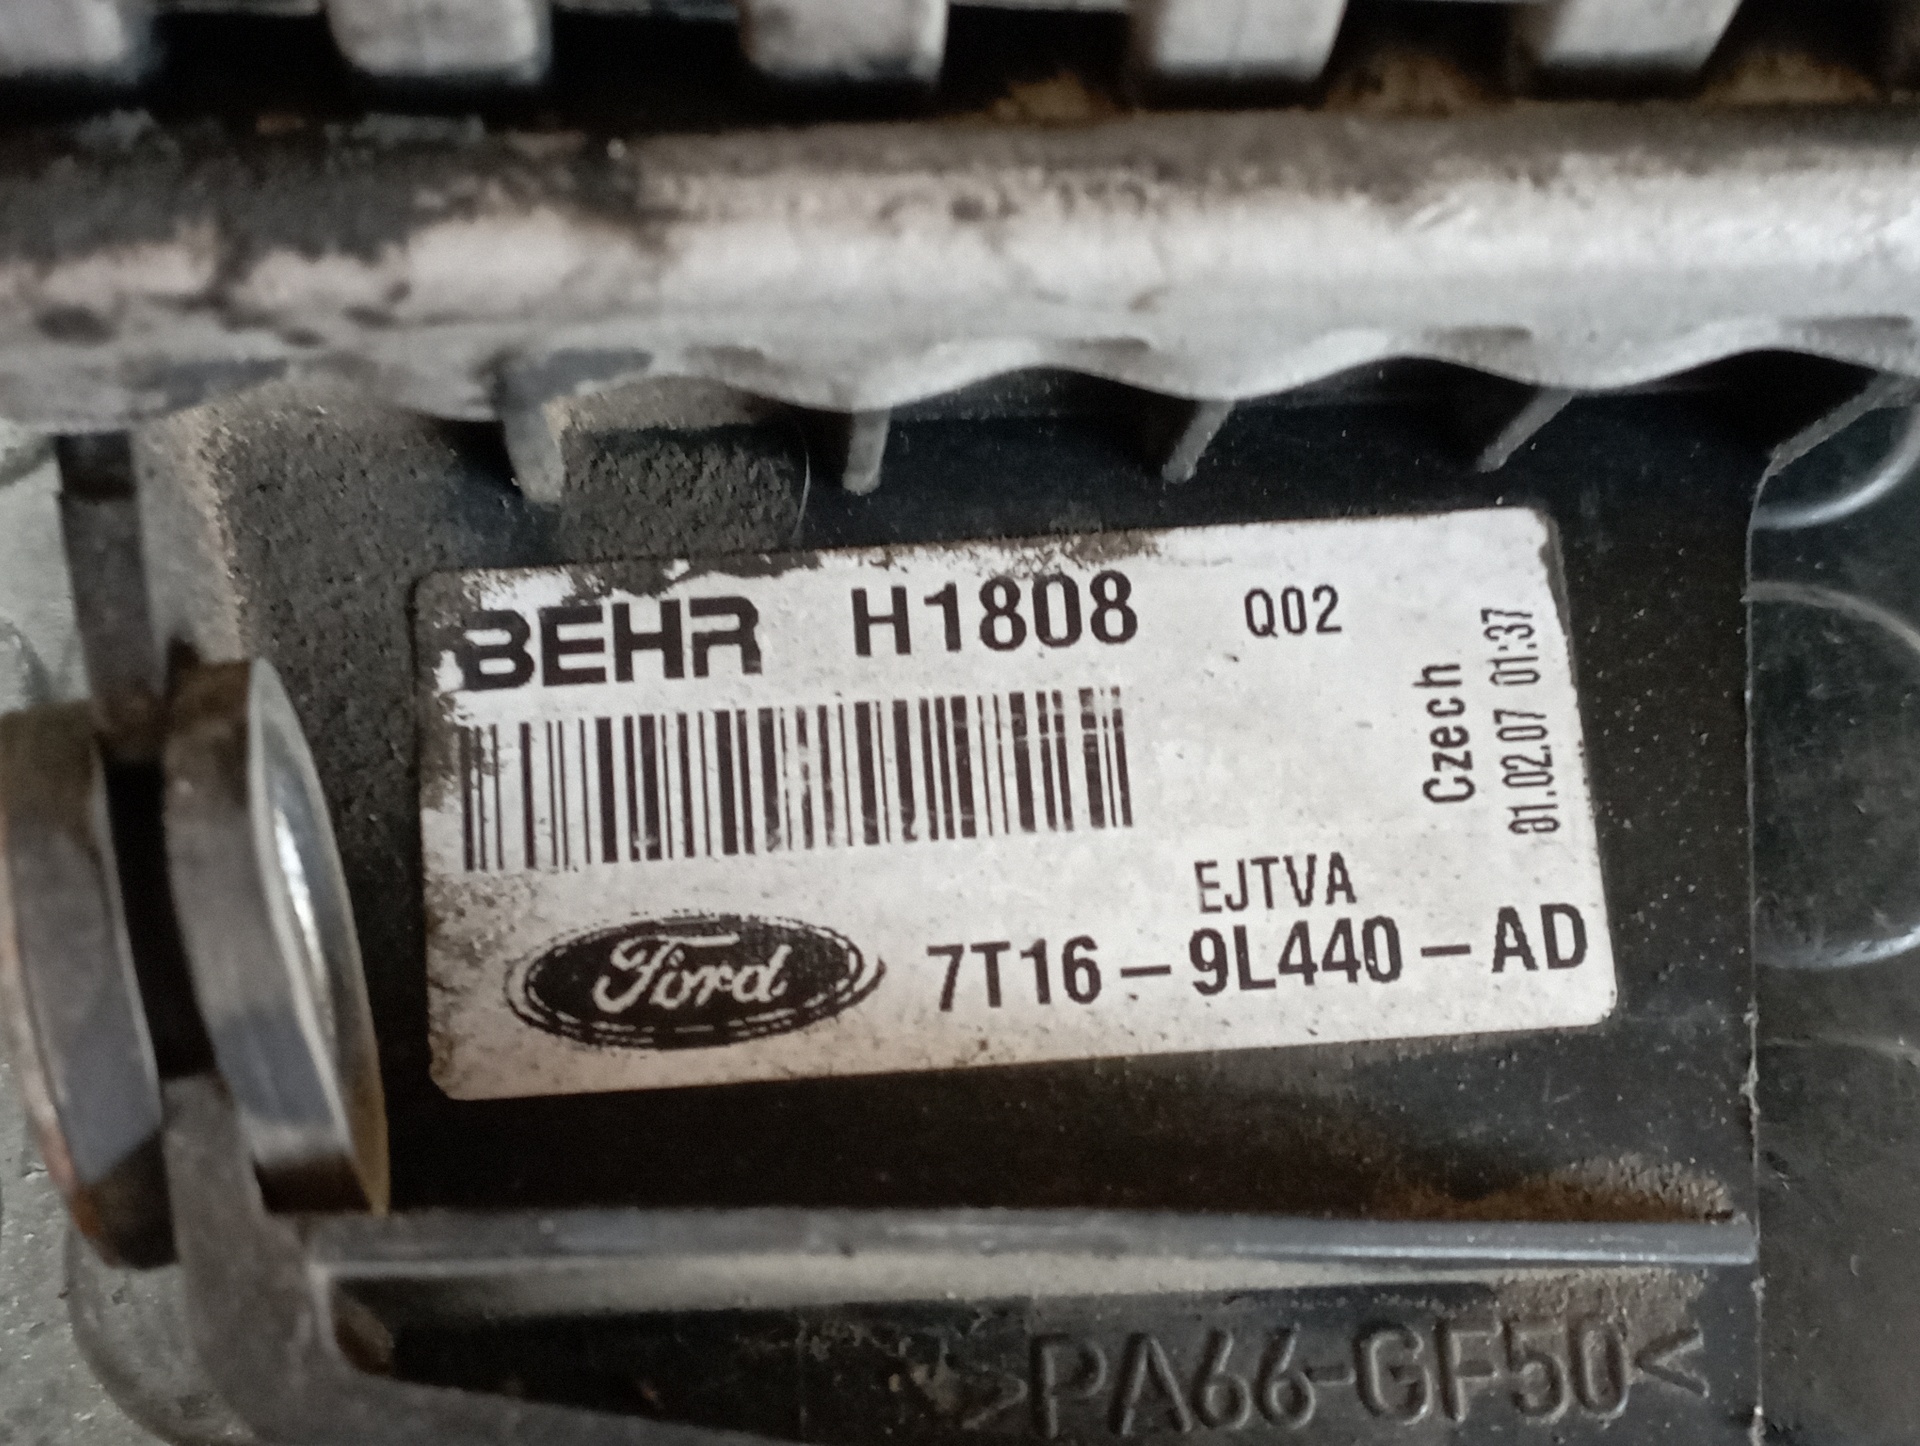 BEHR H1808 Q02
Czech
01.02.07 01:37
EJTVA
Ford 7T16-9L440-AD
>PA66-GF50<